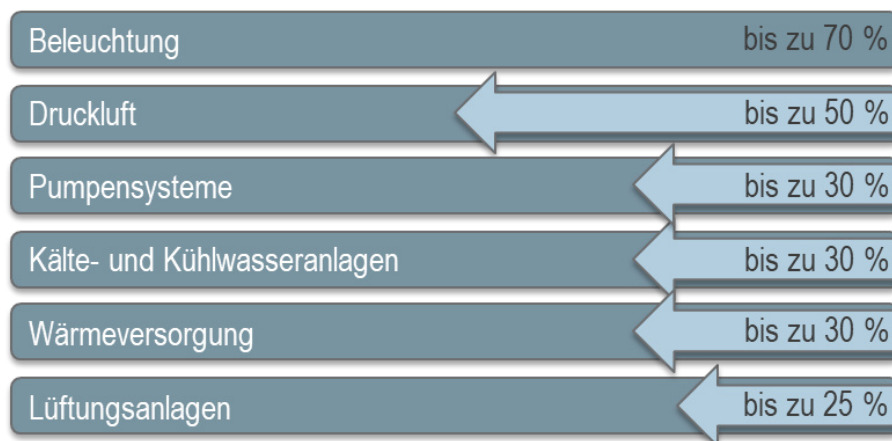 Beleuchtung bis zu 70 %
Druckluft bis zu 50 %
Pumpensysteme bis zu 30 %
Kälte- und Kühlwasseranlagen bis zu 30 %
Wärmeversorgung bis zu 30 %
Lüftungsanlagen bis zu 25 %